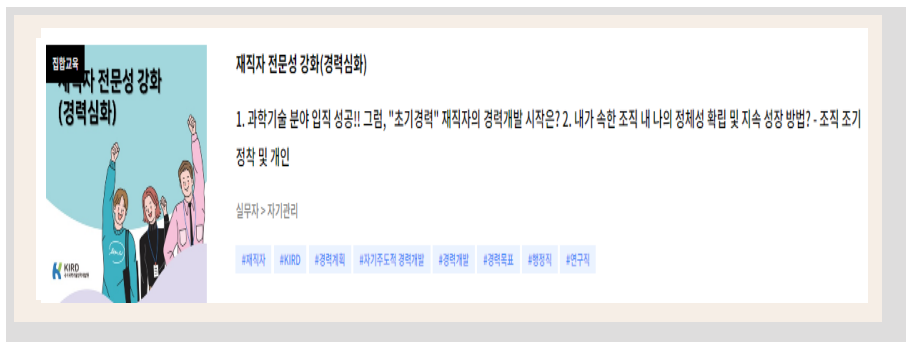 집합교육
재직자 전문성 강화
(경력심화)
KIRD
재직자 전문성 강화(경력심화)
1. 과학기술 분야 입직 성공!! 그럼, "초기경력" 재직자의 경력개발 시작은? 2. 내가 속한 조직 내 나의 정체성 확립 및 지속 성장 방법? - 조직 조기
정착 및 개인
실무자 > 자기관리
#재직자 #KIRD #경력계획 #자기주도적 경력개발 #경력개발 #경력목표 #행정직 #연구직